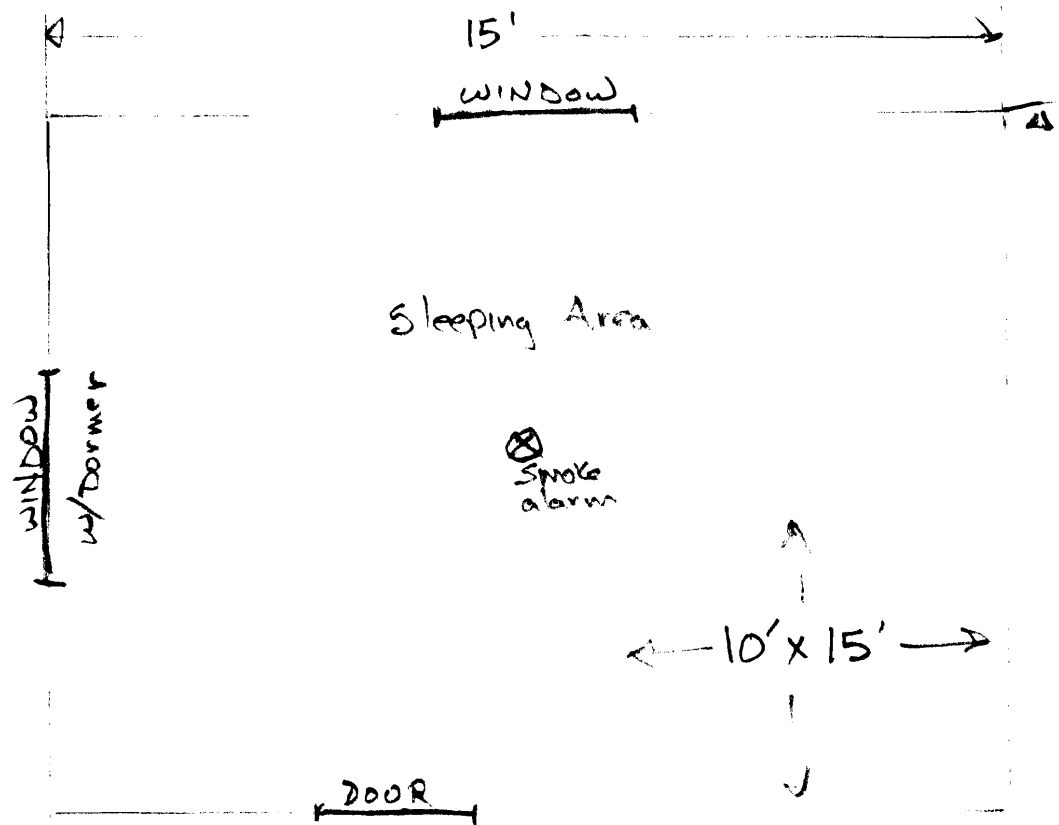 15'
WINDOW
Sleeping Area
WINDOW
w/Dormer
Smoke
alarm
10' x 15'
DOOR